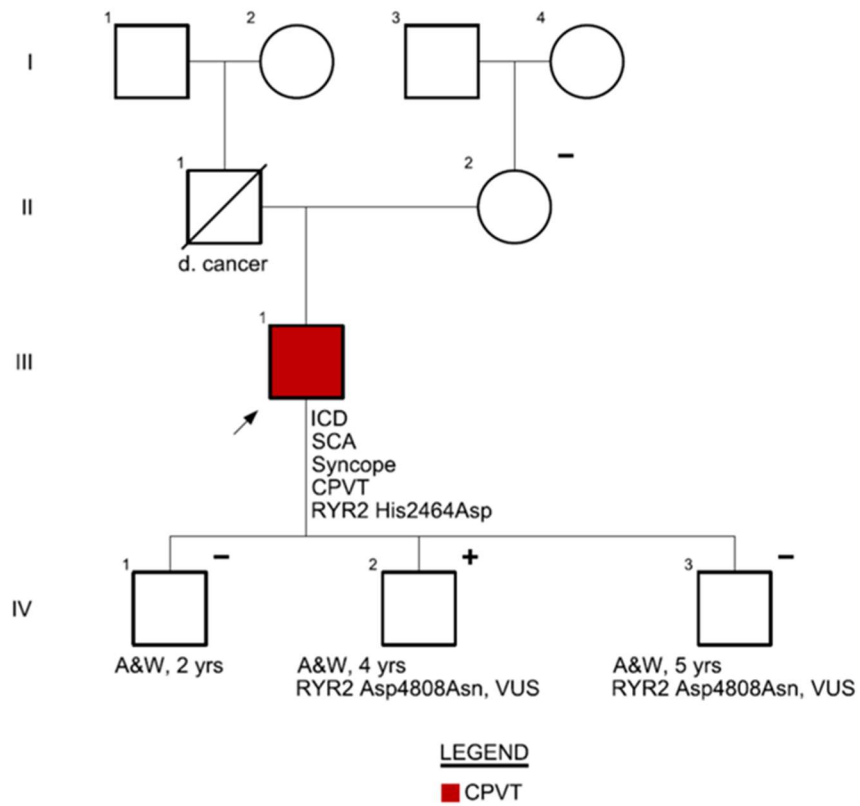 1 2 3 4
I
1 2 −
II
d. cancer
1
III
ICD
SCA
Syncope
CPVT
RYR2 His2464Asp
1 − 2 + 3 −
IV
A&W, 2 yrs A&W, 4 yrs A&W, 5 yrs
RYR2 Asp4808Asn, VUS RYR2 Asp4808Asn, VUS
LEGEND
CPVT